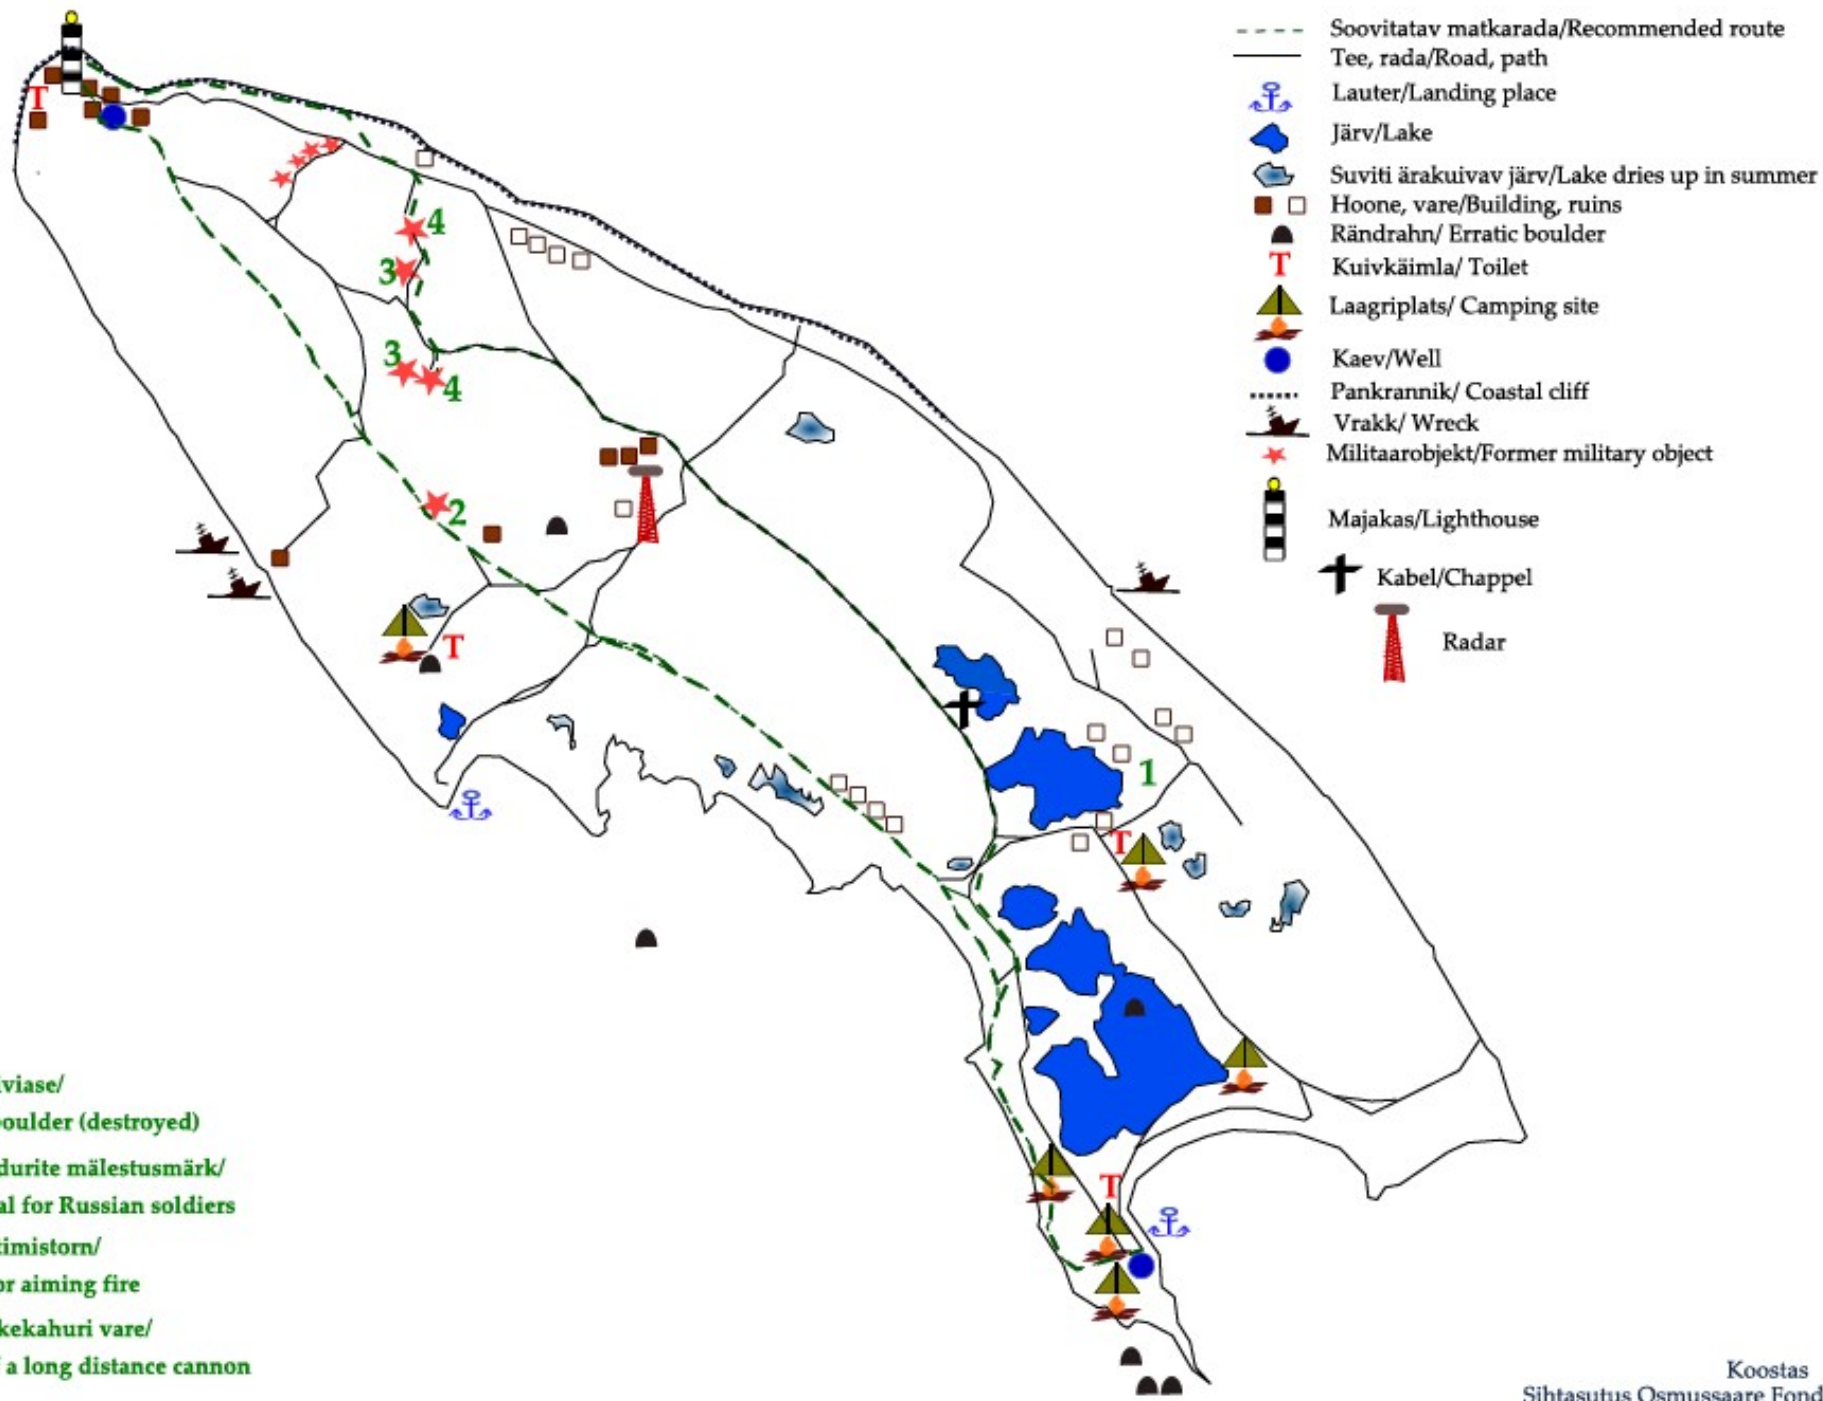 Soovitatav matkarada/Recommended route
Tee, rada/Road, path
Lauter/Landing place
Järv/Lake
Suviti ärakuivav järv/Lake dries up in summer
Hoone, vare/Building, ruins
Rändrahn/ Erratic boulder
T Kuivkäimla/ Toilet
Laagriplats/ Camping site
Kaev/Well
Pankrannik/ Coastal cliff
Vrakk/ Wreck
Militaarobjekt/Former military object
Majakas/Lighthouse
Kabel/Chappel
Radar
T
4
3
3
4
2
T
1
T
T
iviase/
boulder (destroyed)
durite mälestusmärk/
al for Russian soldiers
timistorn/
or aiming fire
kekahuri vare/
a long distance cannon
Koostas
Sihtasutus Osmussaare Fond